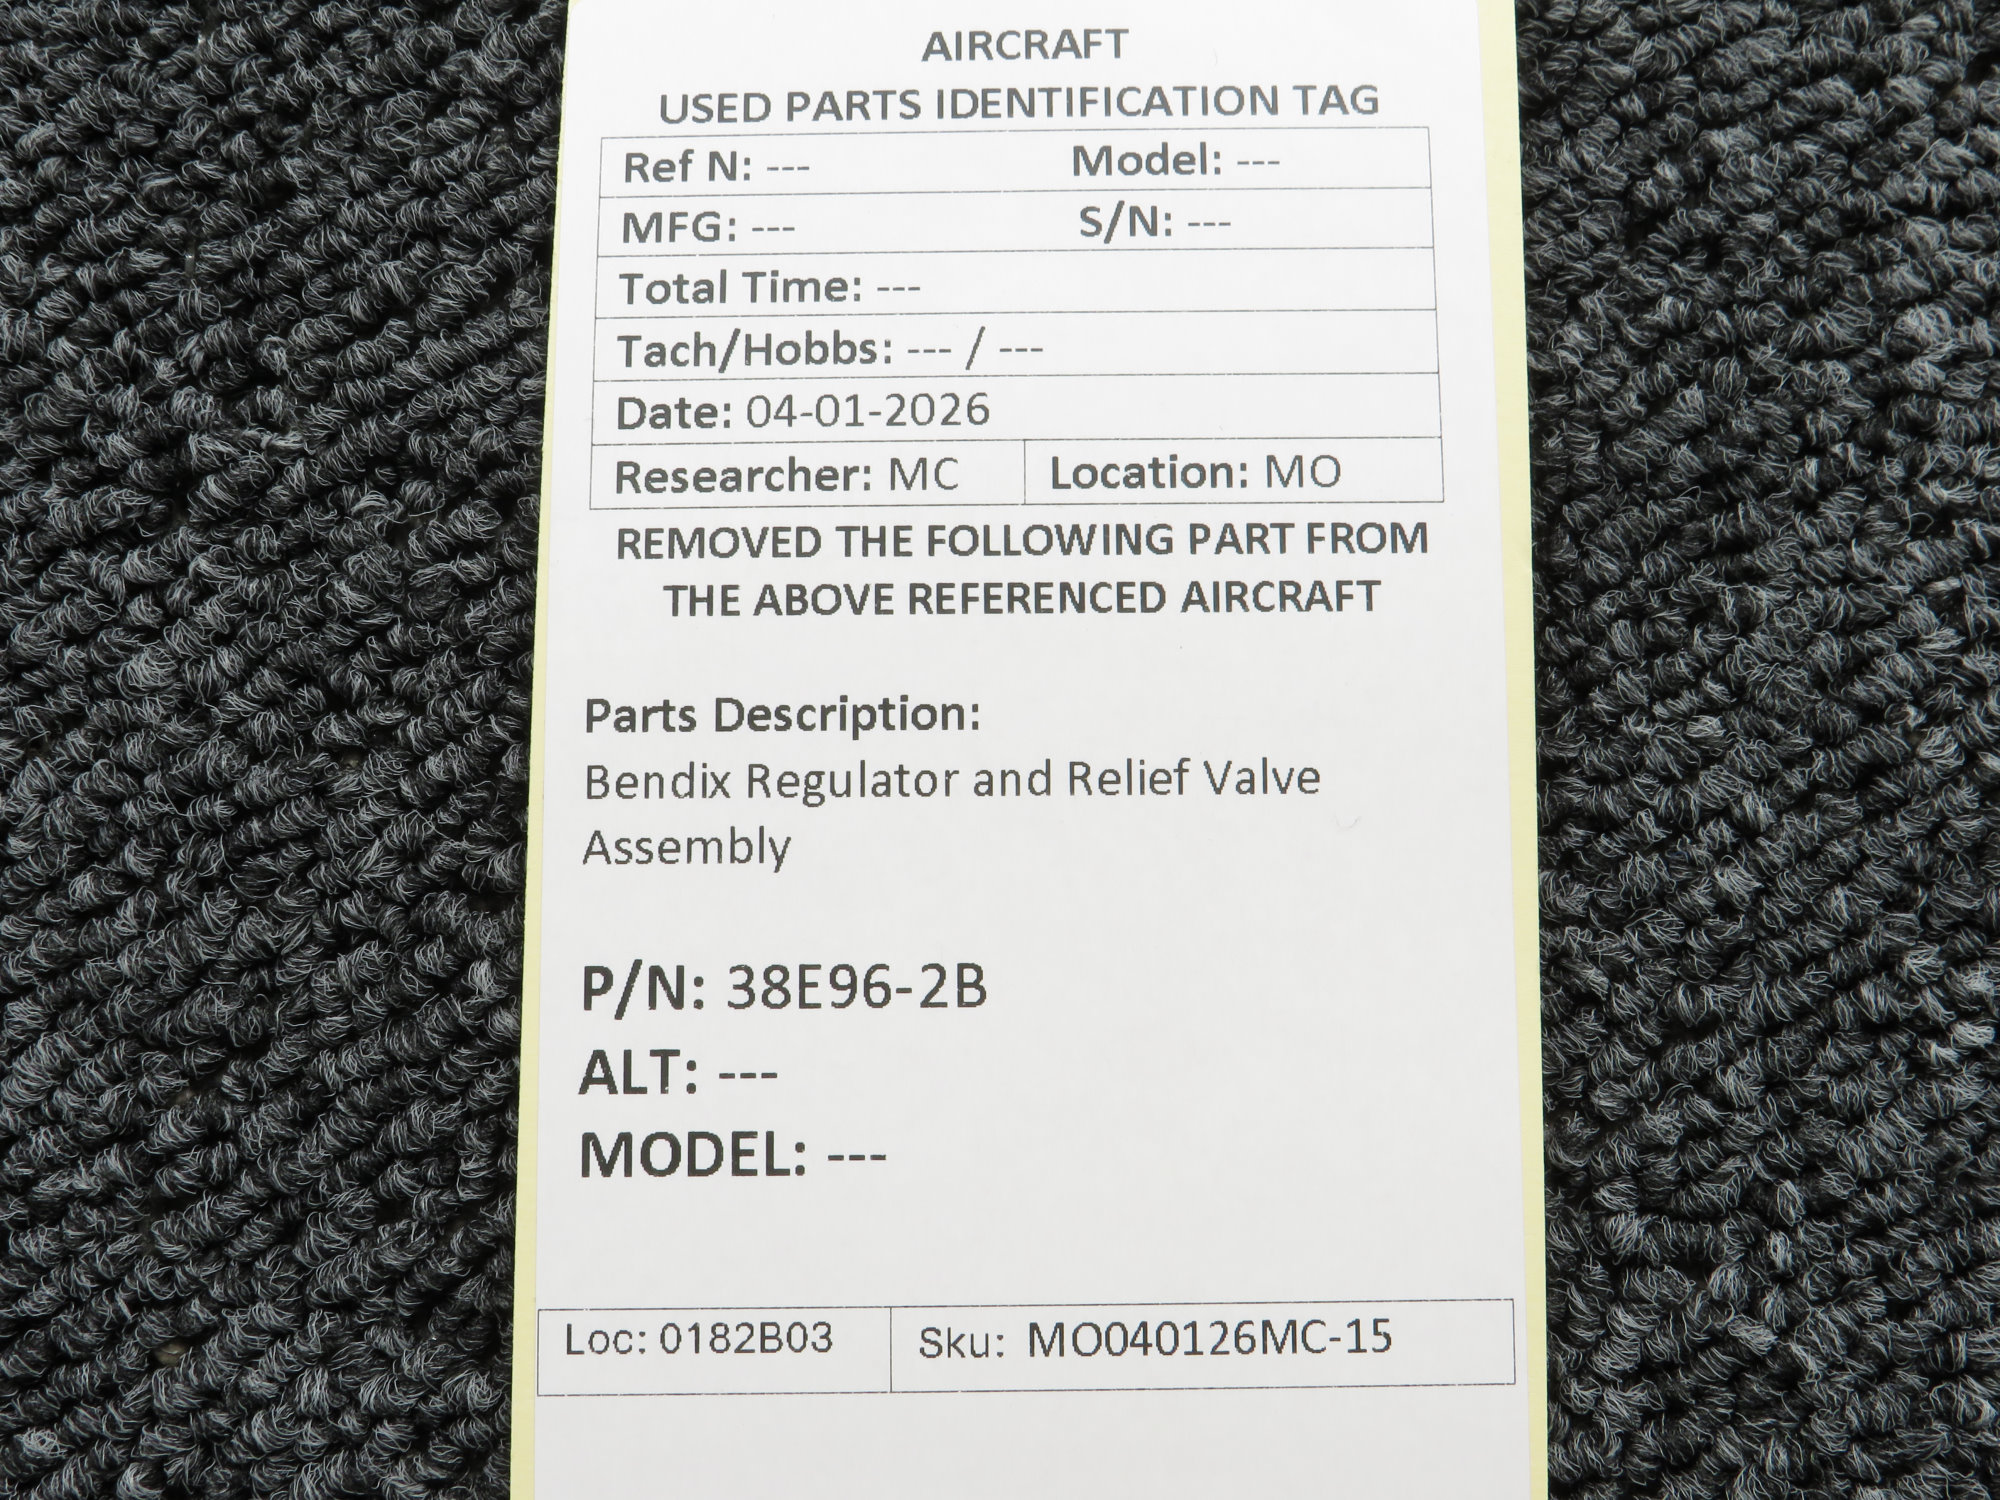 AIRCRAFT
USED PARTS IDENTIFICATION TAG
Ref N: --- Model: ---
MFG: --- S/N: ---
Total Time: ---
Tach/Hobbs: --- / ---
Date: 04-01-2026
Researcher: MC Location: MO
REMOVED THE FOLLOWING PART FROM
THE ABOVE REFERENCED AIRCRAFT
Parts Description:
Bendix Regulator and Relief Valve
Assembly
P/N: 38E96-2B
ALT: ---
MODEL: ---
Loc: 0182B03 Sku: MO040126MC-15